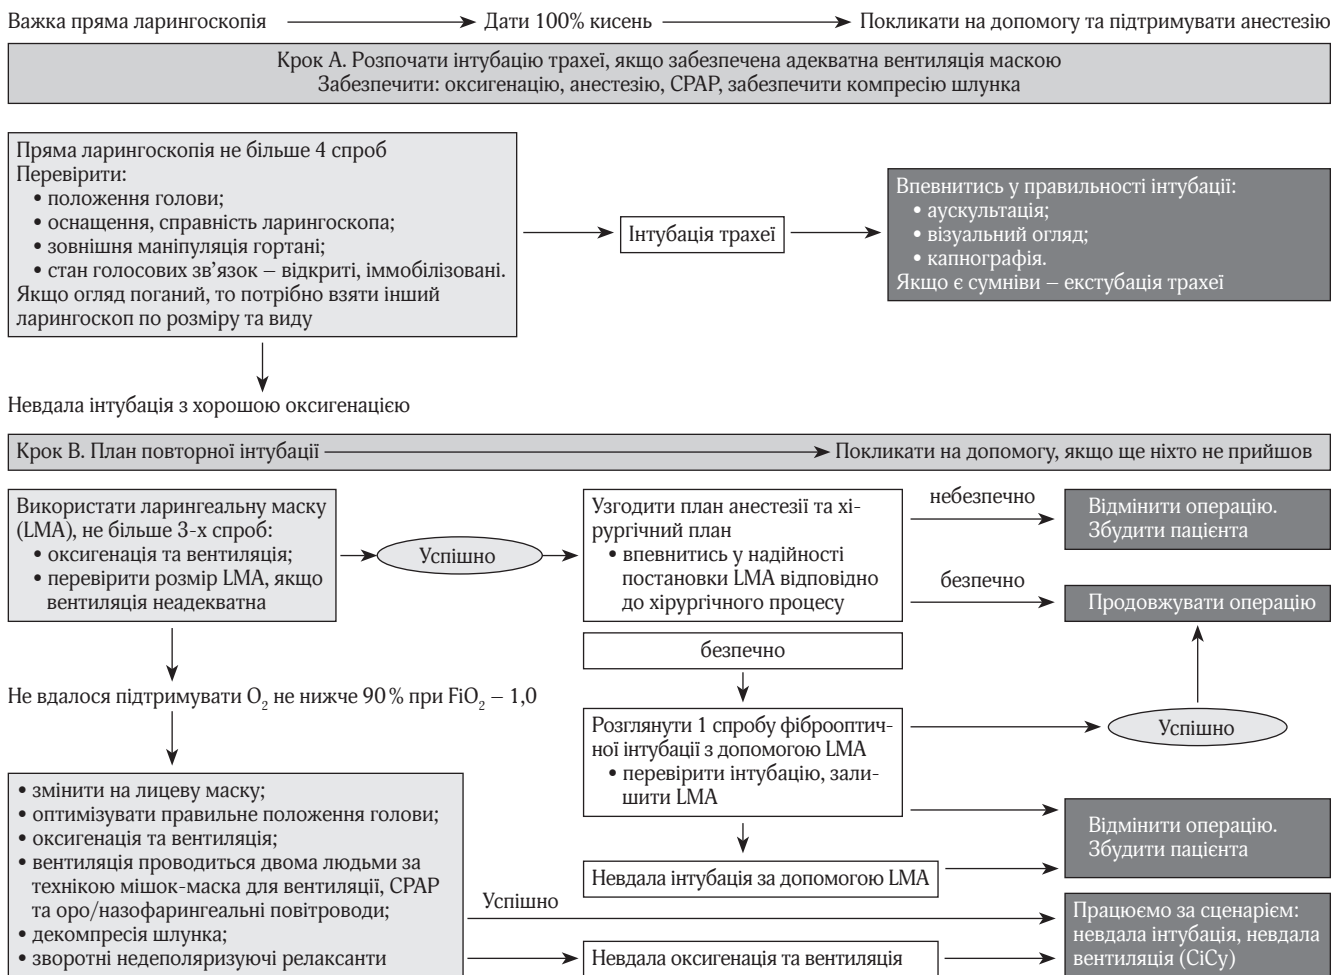 Важка пряма ларингоскопія
Дати 100% кисень
Покликати на допомогу та підтримувати анестезію
Крок А. Розпочати інтубацію трахеї, якщо забезпечена адекватна вентиляція маскою
Забезпечити: оксигенацію, анестезію, CPAP, забезпечити компресію шлунка
Пряма ларингоскопія не більше 4 спроб
Перевірити:
• положення голови;
• оснащення, справність ларингоскопа;
• зовнішня маніпуляція гортані;
• стан голосових зв’язок – відкриті, іммобілізовані.
Якщо огляд поганий, то потрібно взяти інший
ларингоскоп по розміру та виду
Інтубація трахеї
Впевнитись у правильності інтубації:
• аускультація;
• візуальний огляд;
• капнографія.
Якщо є сумніви – екстубація трахеї
Невдала інтубація з хорошою оксигенацією
Крок В. План повторної інтубації
Покликати на допомогу, якщо ще ніхто не прийшов
Використати ларингеальну маску
(LMA), не більше 3-х спроб:
• оксигенація та вентиляція;
• перевірити розмір LMA, якщо
вентиляція неадекватна
Успішно
Узгодити план анестезії та хі-
рургічний план
• впевнитись у надійності
постановки LMA відповідно
до хірургічного процесу
небезпечно
Відмінити операцію.
Збудити пацієнта
безпечно
Продовжувати операцію
безпечно
Не вдалося підтримувати O₂ не нижче 90% при FiO₂ – 1,0
Розглянути 1 спробу фіброоптич-
ної інтубації з допомогою LMA
• перевірити інтубацію, зали-
шити LMA
Успішно
Відмінити операцію.
Збудити пацієнта
Невдала інтубація за допомогою LMA
• змінити на лицеву маску;
• оптимізувати правильне положення голови;
• оксигенація та вентиляція;
• вентиляція проводиться двома людьми за
технікою мішок-маска для вентиляції, CPAP
та оро/назофарингеальні повітроводи;
• декомпресія шлунка;
• зворотні недеполяризуючі релаксанти
Успішно
Невдала оксигенація та вентиляція
Працюємо за сценарієм:
невдала інтубація, невдала
вентиляція (CiCy)